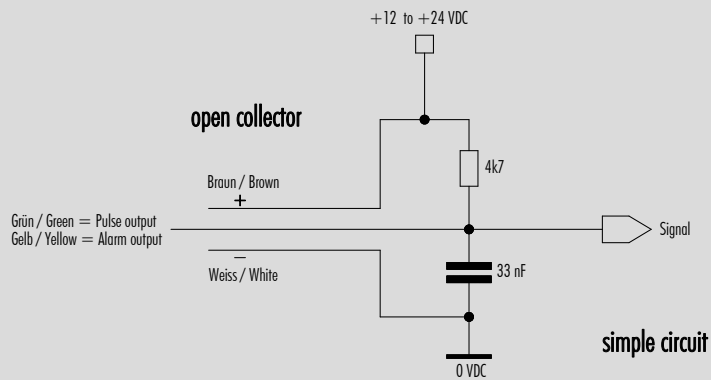 +12 to +24 VDC
open collector
4k7
Braun / Brown
+
Grün / Green = Pulse output
Gelb / Yellow = Alarm output
Signal
–
Weiss / White
33 nF
simple circuit
0 VDC